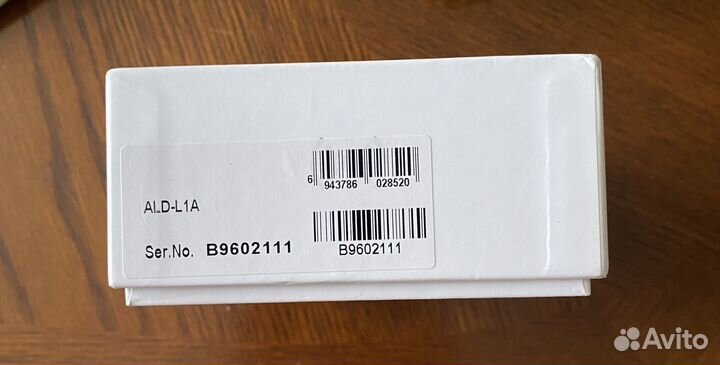 6 943786 028520
ALD-L1A
Ser.No. B9602111
B9602111
Avito